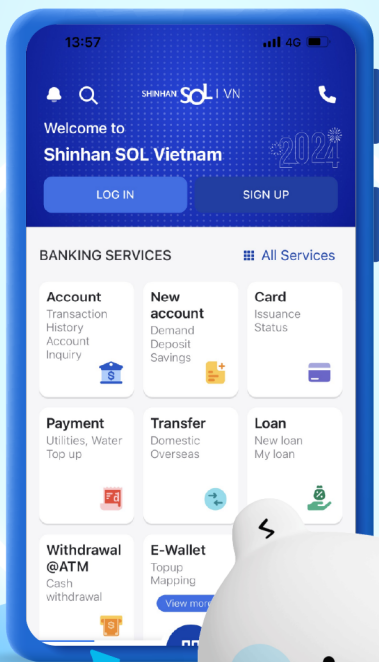 13:57
4G
SHINHAN SOL VN
Welcome to
Shinhan SOL Vietnam
2024
LOG IN
SIGN UP
BANKING SERVICES
All Services
Account
Transaction
History
Account
Inquiry
New
account
Demand
Deposit
Savings
Card
Issuance
Status
Payment
Utilities, Water
Top up
Transfer
Domestic
Overseas
Loan
New loan
My loan
Withdrawal
@ATM
Cash
withdrawal
E-Wallet
Topup
Mapping
View more